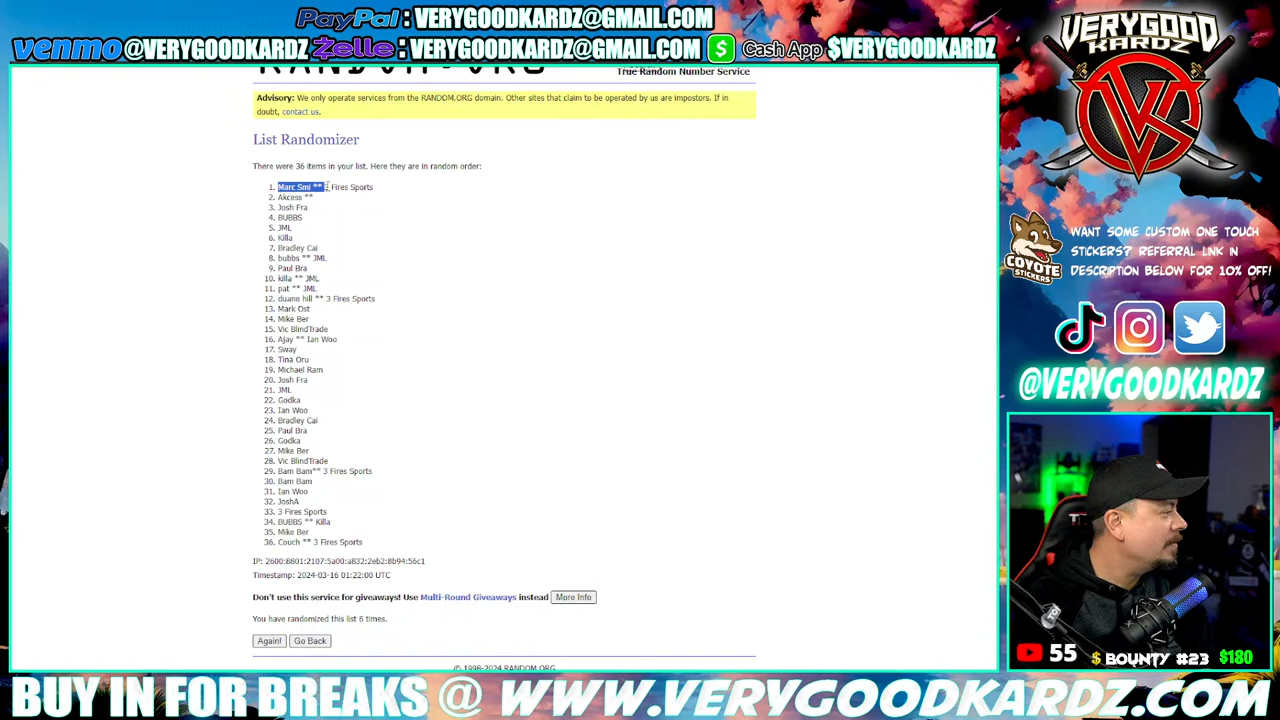 PayPal : VERYGOODKARDZ@GMAIL.COM
venmo@VERYGOODKARDZ Zelle : VERYGOODKARDZ@GMAIL.COM $ Cash App $VERYGOODKARDZ
VERYGOOD
KARDZ
VK
RANDOM.ORG
True Random Number Service
Advisory: We only operate services from the RANDOM.ORG domain. Other sites that claim to be operated by us are impostors. If in
doubt, contact us.
List Randomizer
There were 36 items in your list. Here they are in random order:
1. Marc Smi ** 3 Fires Sports
2. Akcess **
3. Josh Fra
4. BUBBS
5. JML
6. Killa
7. Bradley Cai
8. bubbs ** JML
9. Paul Bra
10. killa ** JML
11. pat ** JML
12. duane hill ** 3 Fires Sports
13. Mark Ost
14. Mike Ber
15. Vic BlindTrade
16. Ajay ** Ian Woo
17. Sway
18. Tina Oru
19. Michael Ram
20. Josh Fra
21. JML
22. Godka
23. Ian Woo
24. Bradley Cai
25. Paul Bra
26. Godka
27. Mike Ber
28. Vic BlindTrade
29. Bam Bam** 3 Fires Sports
30. Bam Bam
31. Ian Woo
32. JoshA
33. 3 Fires Sports
34. BUBBS ** Killa
35. Mike Ber
36. Couch ** 3 Fires Sports
IP: 2600:8801:2107:5a00:a832:2eb2:8b94:56c1
Timestamp: 2024-03-16 01:22:00 UTC
Don't use this service for giveaways! Use Multi-Round Giveaways instead More Info
You have randomized this list 6 times.
Again! Go Back
© 1998-2024 RANDOM.ORG
COYOTE
STICKERS
WANT SOME CUSTOM ONE TOUCH
STICKERS? REFERRAL LINK IN
DESCRIPTION BELOW FOR 10% OFF!
@VERYGOODKARDZ
55 $ BOUNTY #23 $180
BUY IN FOR BREAKS @ WWW.VERYGOODKARDZ.COM